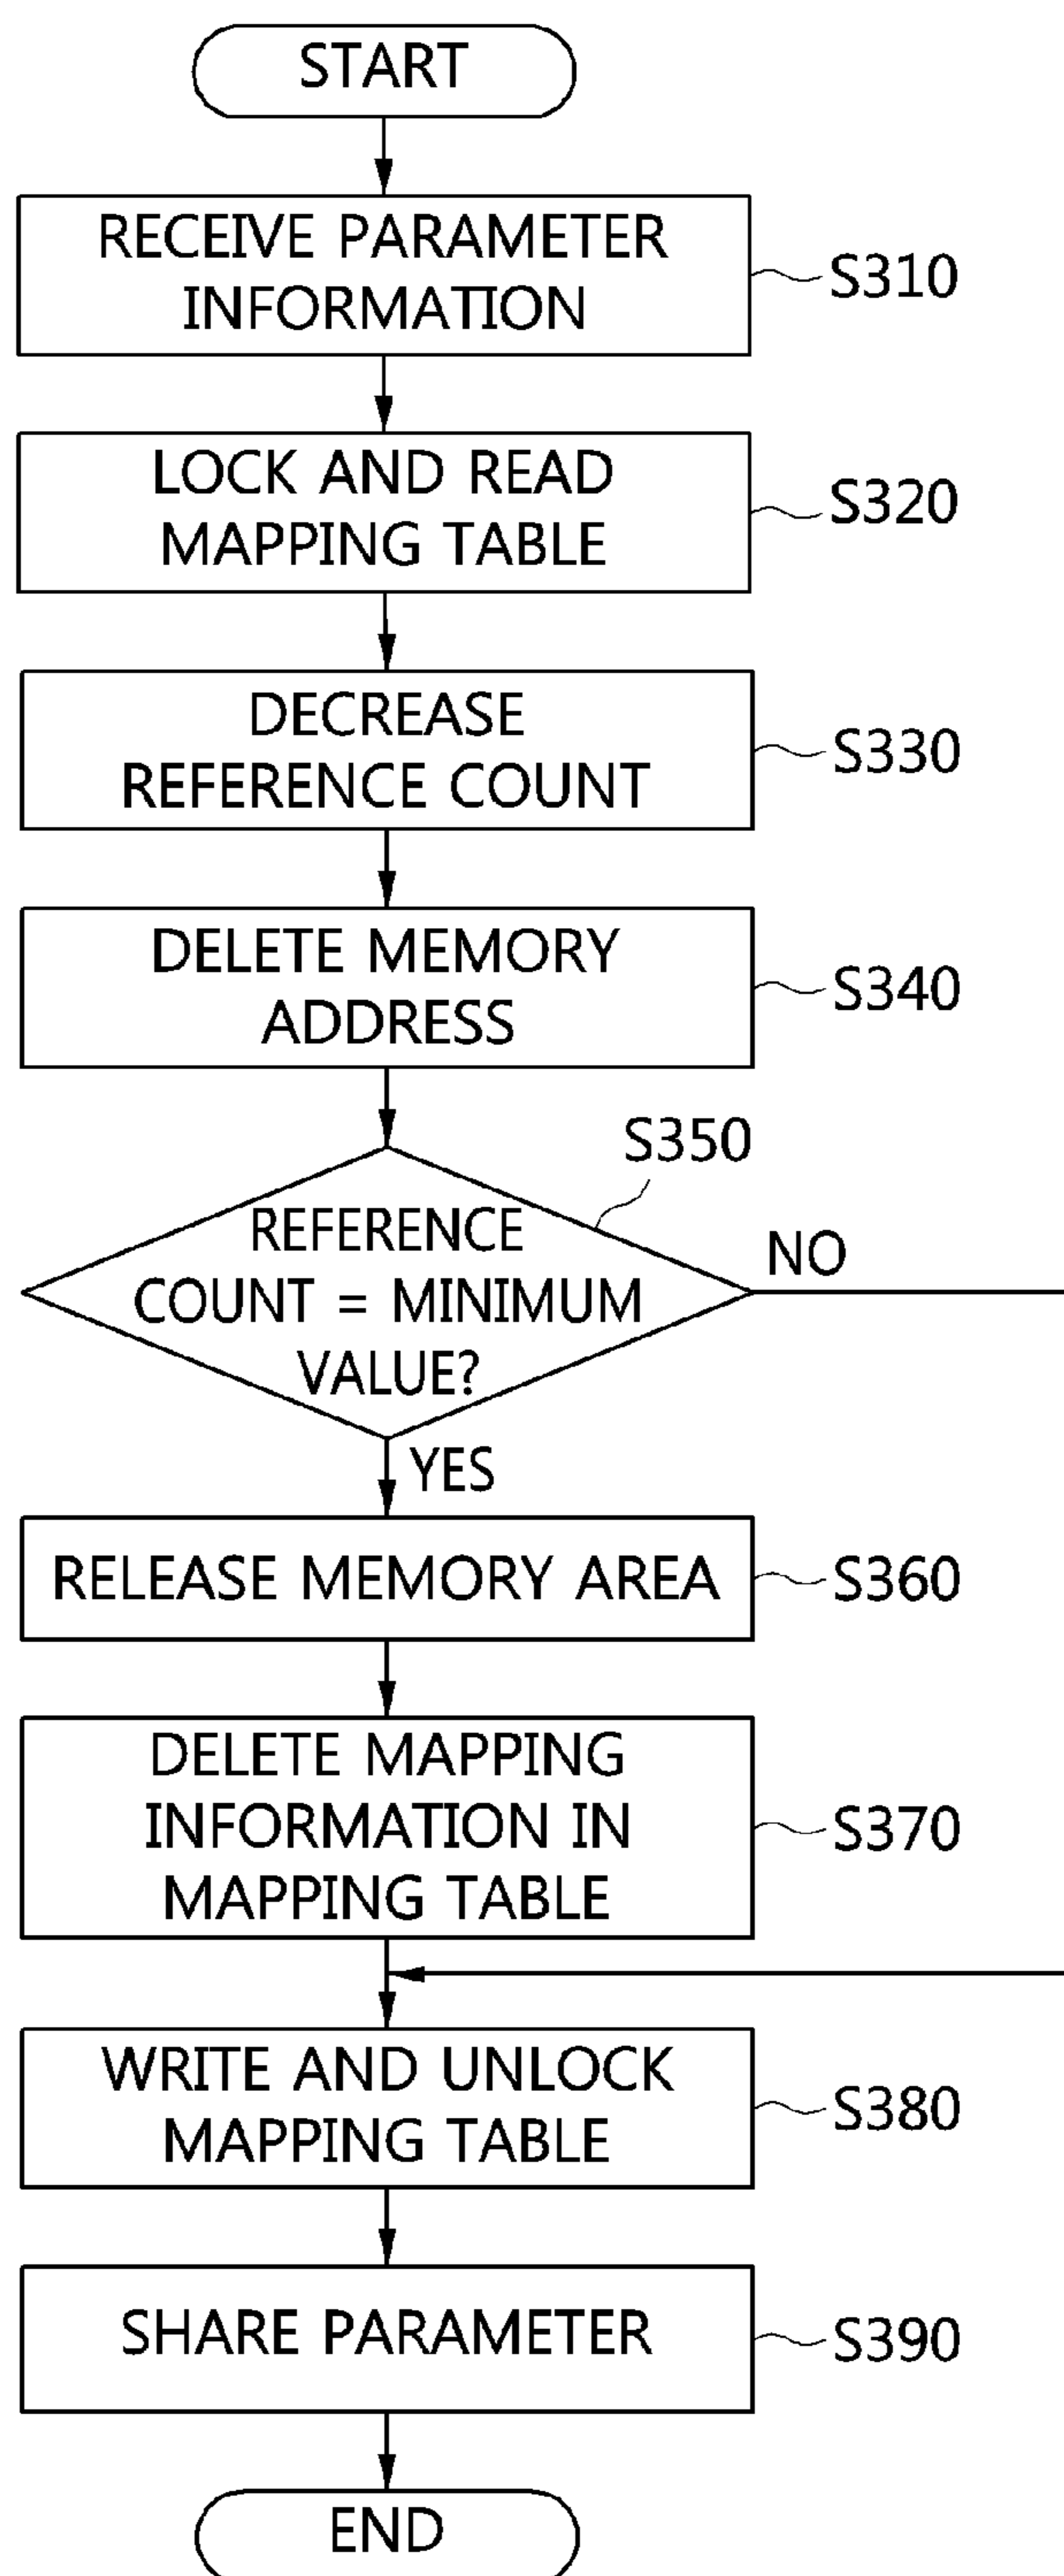 START
RECEIVE PARAMETER
INFORMATION
S310
LOCK AND READ
MAPPING TABLE
S320
DECREASE
REFERENCE COUNT
S330
DELETE MEMORY
ADDRESS
S340
S350
REFERENCE
COUNT = MINIMUM
VALUE?
NO
YES
RELEASE MEMORY AREA
S360
DELETE MAPPING
INFORMATION IN
MAPPING TABLE
S370
WRITE AND UNLOCK
MAPPING TABLE
S380
SHARE PARAMETER
S390
END